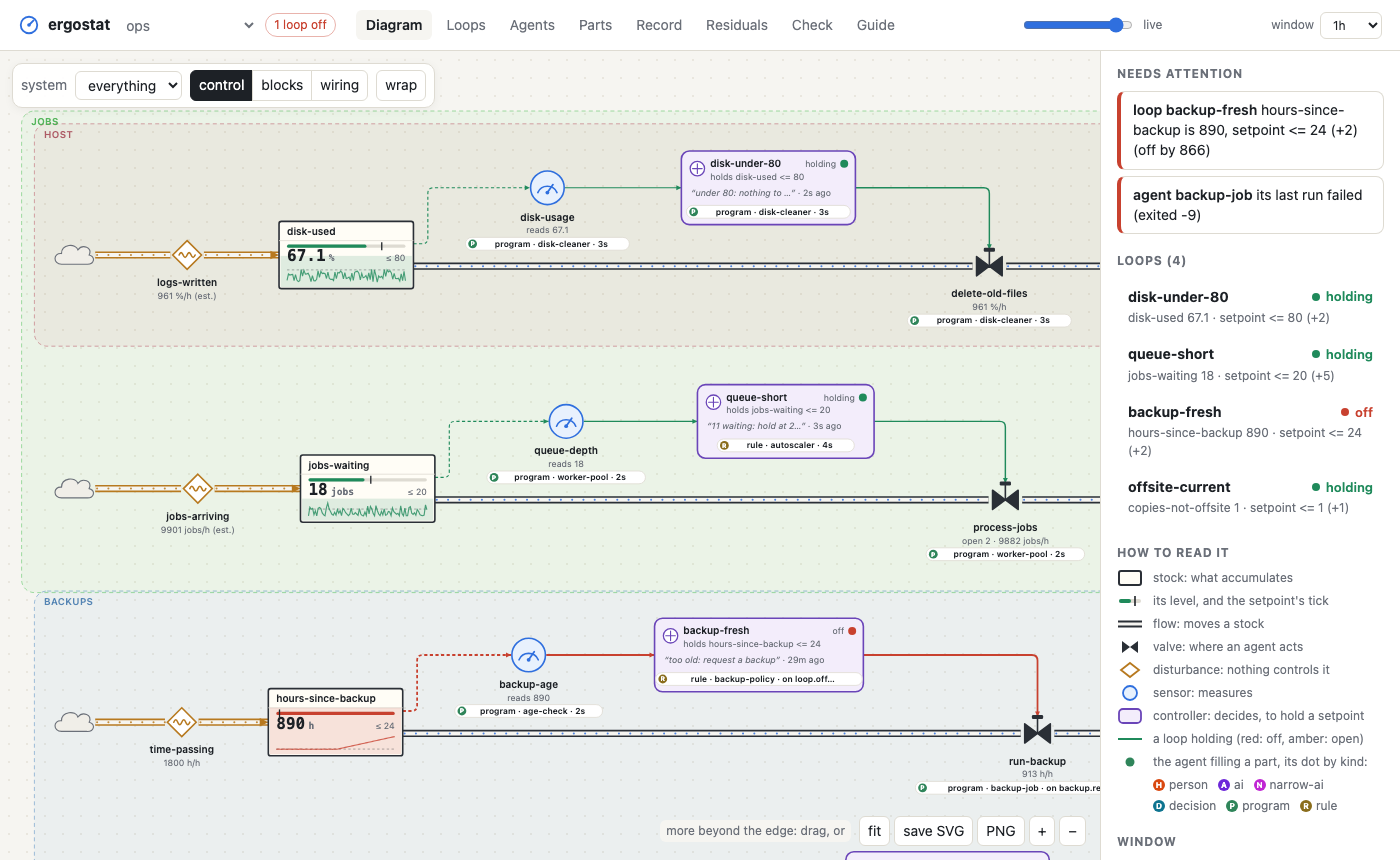 ergostat ops 1 loop off Diagram Loops Agents Parts Record Residuals Check Guide live window 1h
system everything control blocks wiring wrap
JOBS
HOST
disk-under-80 holding
holds disk-used <= 80
“under 80: nothing to ...” · 2s ago
P program · disk-cleaner · 3s
disk-usage
reads 67.1
P program · disk-cleaner · 3s
disk-used
67.1 % ≤ 80
logs-written
961 %/h (est.)
delete-old-files
961 %/h
P program · disk-cleaner · 3s
queue-short holding
holds jobs-waiting <= 20
“11 waiting: hold at 2...” · 3s ago
R rule · autoscaler · 4s
queue-depth
reads 18
P program · worker-pool · 2s
jobs-waiting
18 jobs ≤ 20
jobs-arriving
9901 jobs/h (est.)
process-jobs
open 2 · 9882 jobs/h
P program · worker-pool · 2s
BACKUPS
backup-fresh off
holds hours-since-backup <= 24
“too old: request a backup” · 29m ago
R rule · backup-policy · on loop.off...
backup-age
reads 890
P program · age-check · 2s
hours-since-backup
890 h ≤ 24
time-passing
1800 h/h
run-backup
913 h/h
P program · backup-job · on backup.re
more beyond the edge: drag, or fit save SVG PNG + −
NEEDS ATTENTION
loop backup-fresh hours-since-
backup is 890, setpoint <= 24 (+2)
(off by 866)
agent backup-job its last run failed
(exited -9)
LOOPS (4)
disk-under-80 holding
disk-used 67.1 · setpoint <= 80 (+2)
queue-short holding
jobs-waiting 18 · setpoint <= 20 (+5)
backup-fresh off
hours-since-backup 890 · setpoint <= 24
(+2)
offsite-current holding
copies-not-offsite 1 · setpoint <= 1 (+1)
HOW TO READ IT
stock: what accumulates
its level, and the setpoint's tick
flow: moves a stock
valve: where an agent acts
disturbance: nothing controls it
sensor: measures
controller: decides, to hold a setpoint
a loop holding (red: off, amber: open)
the agent filling a part, its dot by kind:
H person A ai N narrow-ai
D decision P program R rule
WINDOW